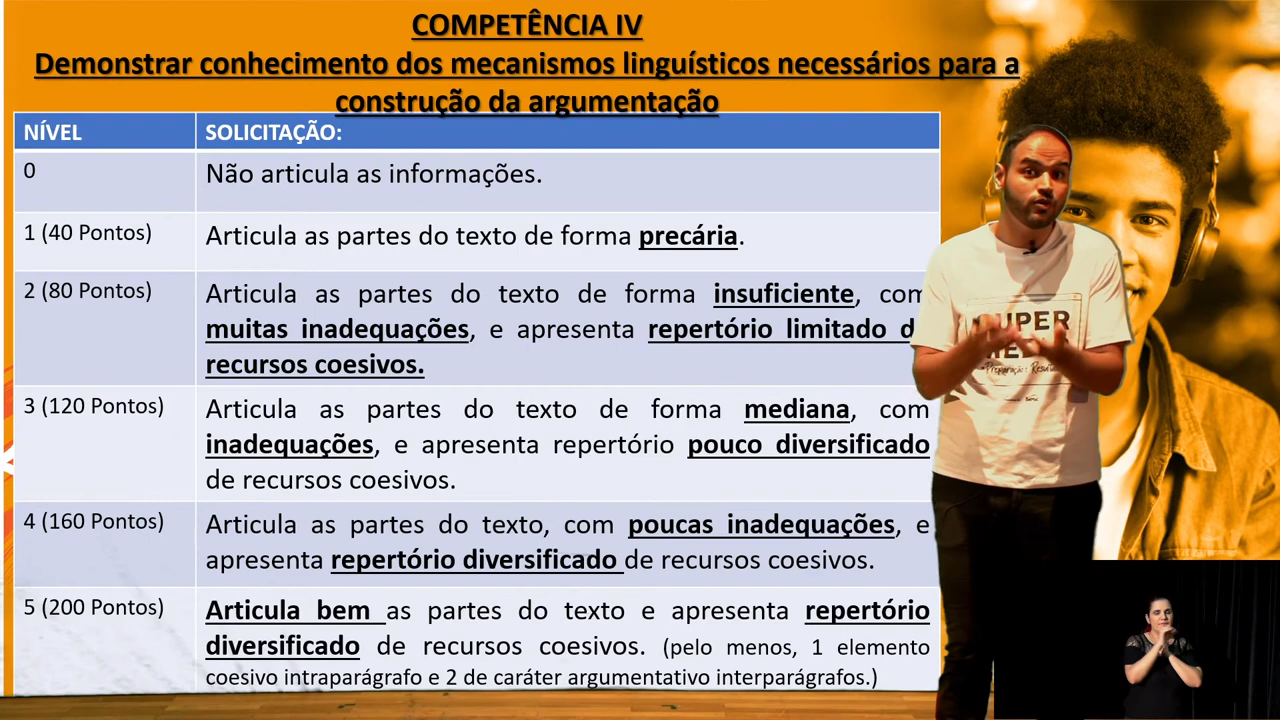 COMPETÊNCIA IV
Demonstrar conhecimento dos mecanismos linguísticos necessários para a
construção da argumentação
NÍVEL SOLICITAÇÃO:
0 Não articula as informações.
1 (40 Pontos) Articula as partes do texto de forma precária.
2 (80 Pontos) Articula as partes do texto de forma insuficiente, com
muitas inadequações, e apresenta repertório limitado
recursos coesivos.
3 (120 Pontos) Articula as partes do texto de forma mediana, com
inadequações, e apresenta repertório pouco diversificado
de recursos coesivos.
4 (160 Pontos) Articula as partes do texto, com poucas inadequações, e
apresenta repertório diversificado de recursos coesivos.
5 (200 Pontos) Articula bem as partes do texto e apresenta repertório
diversificado de recursos coesivos. (pelo menos, 1 elemento
coesivo intraparágrafo e 2 de caráter argumentativo interparágrafos.)